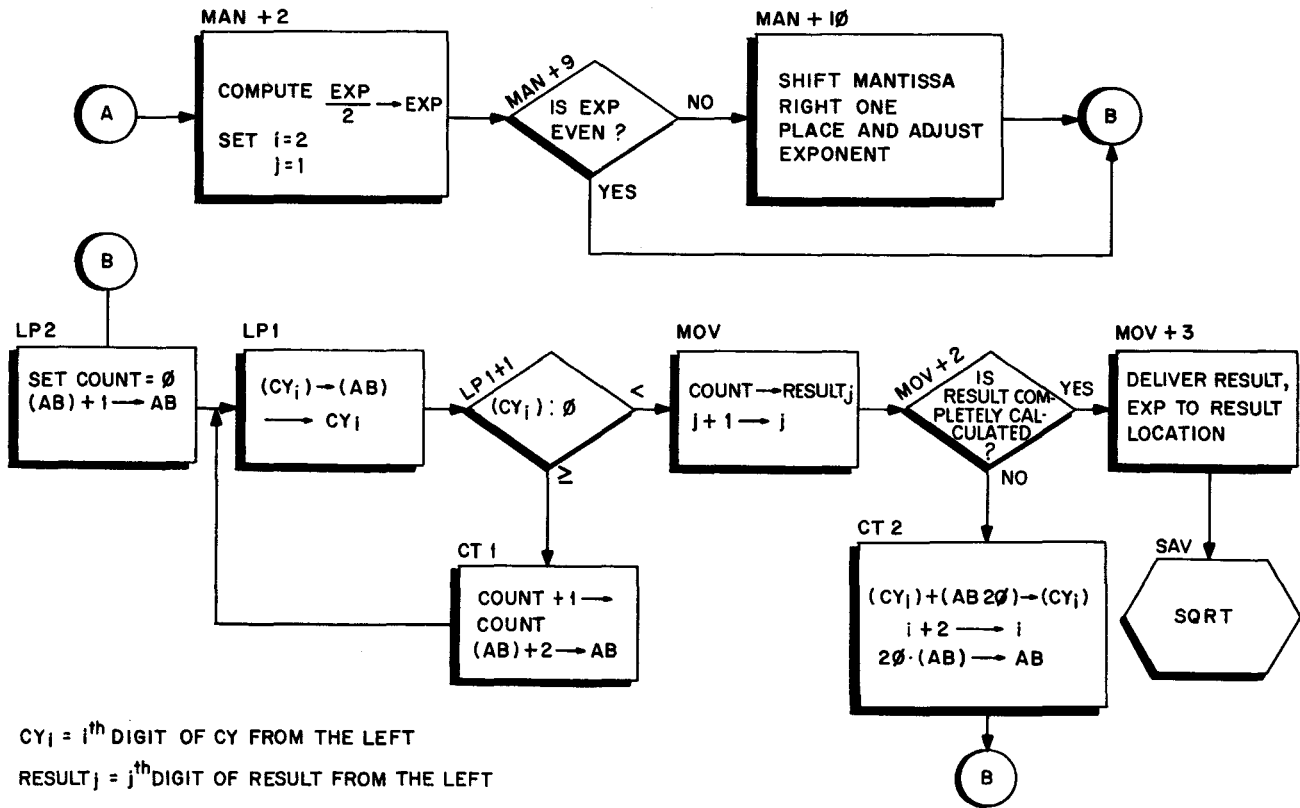 MAN + 2
COMPUTE EXP/2 → EXP
SET i=2
j=1
A
MAN + 9
IS EXP
EVEN ?
NO
YES
MAN + 1Ø
SHIFT MANTISSA
RIGHT ONE
PLACE AND ADJUST
EXPONENT
B
B
LP2
SET COUNT = Ø
(AB) + 1 → AB
LP1
(CYi) → (AB)
→ CYi
LP1+1
(CYi) : Ø
<
≥
CT 1
COUNT + 1 →
COUNT
(AB) + 2 → AB
MOV
COUNT → RESULTj
j + 1 → j
MOV + 2
IS
RESULT COM-
PLETELY CAL-
CULATED
?
YES
NO
MOV + 3
DELIVER RESULT,
EXP TO RESULT
LOCATION
SAV
SQRT
CT 2
(CYi) + (AB 2Ø) → (CYi)
i + 2 → i
2Ø·(AB) → AB
B
CYi = ith DIGIT OF CY FROM THE LEFT
RESULTj = jth DIGIT OF RESULT FROM THE LEFT